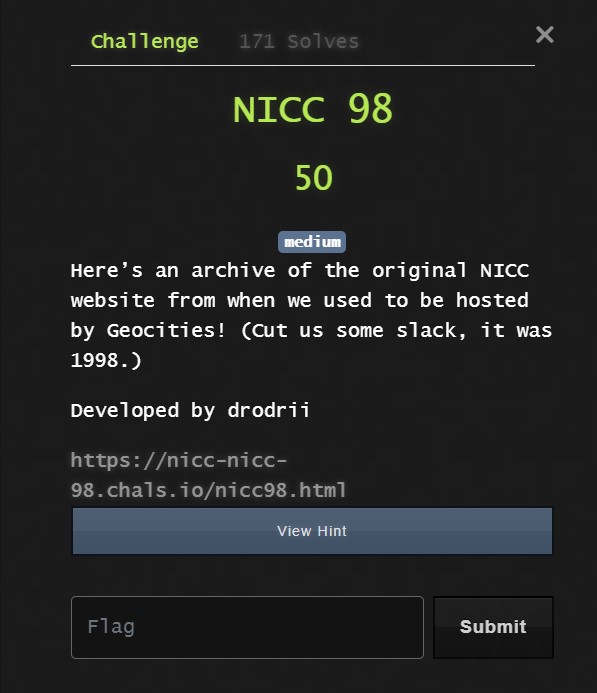 Challenge 171 Solves ×
NICC 98
50
medium
Here’s an archive of the original NICC
website from when we used to be hosted
by Geocities! (Cut us some slack, it was
1998.)
Developed by drodrii
https://nicc-nicc-
98.chals.io/nicc98.html
View Hint
Flag Submit